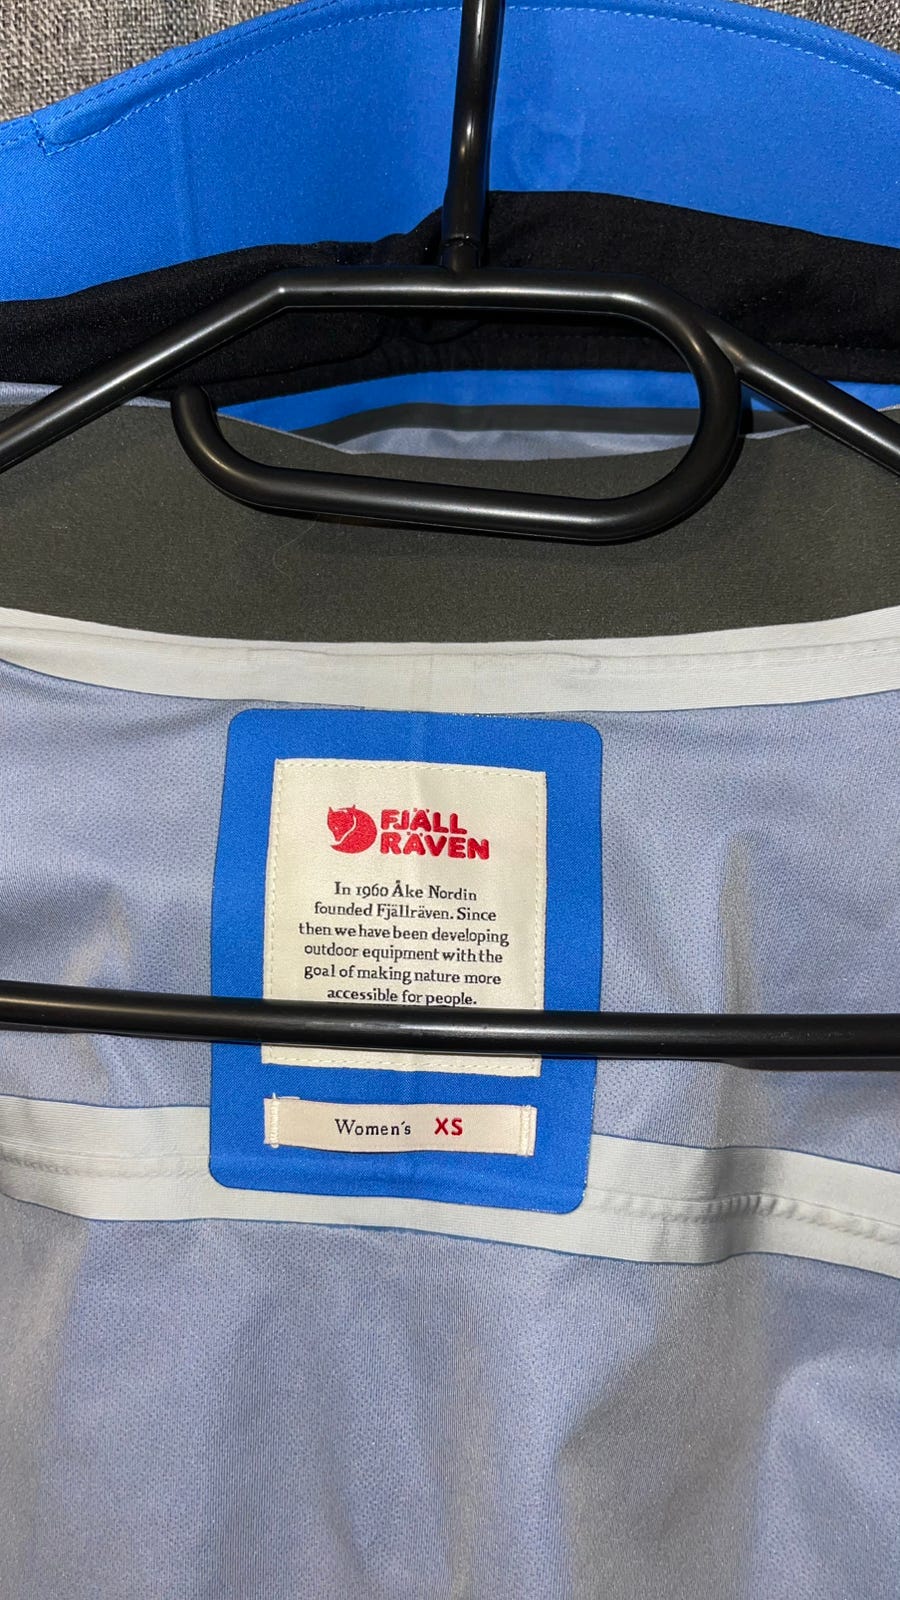 FJÄLL
RÄVEN
In 1960 Åke Nordin
founded Fjällräven. Since
then we have been developing
outdoor equipment with the
goal of making nature more
accessible for people.
Women's XS